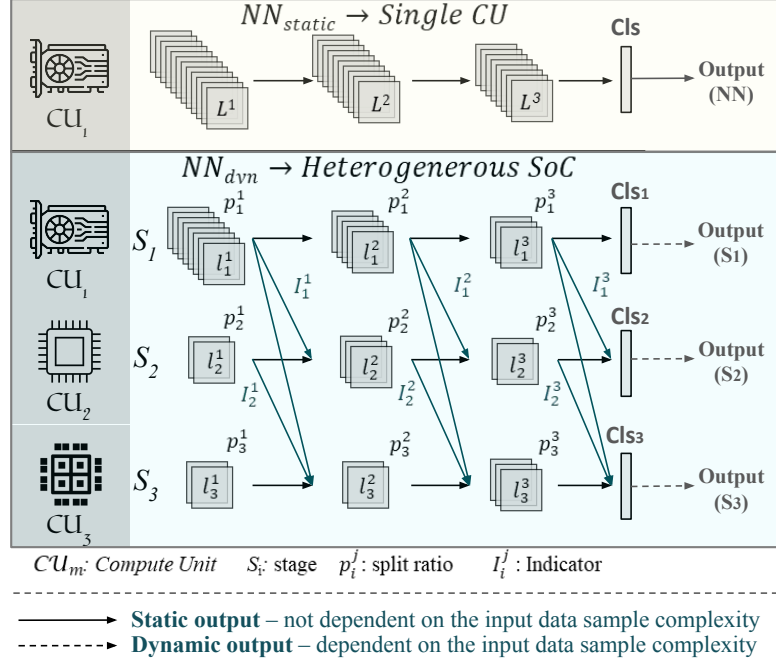 NN_static → Single CU
Cls
L^1 L^2 L^3
Output
(NN)
CU_1
NN_dyn → Heterogenerous SoC
p_1^1 p_1^2 p_1^3 Cls1
S_1 l_1^1 l_1^2 l_1^3
Output
(S1)
CU_1
I_1^1 I_1^2 I_1^3
p_2^1 p_2^2 p_2^3 Cls2
S_2 l_2^1 l_2^2 l_2^3
Output
(S2)
CU_2
I_2^1 I_2^2 I_2^3
p_3^1 p_3^2 p_3^3 Cls3
S_3 l_3^1 l_3^2 l_3^3
Output
(S3)
CU_3
CU_m: Compute Unit S_i: stage p_i^j : split ratio I_i^j : Indicator
Static output – not dependent on the input data sample complexity
Dynamic output – dependent on the input data sample complexity